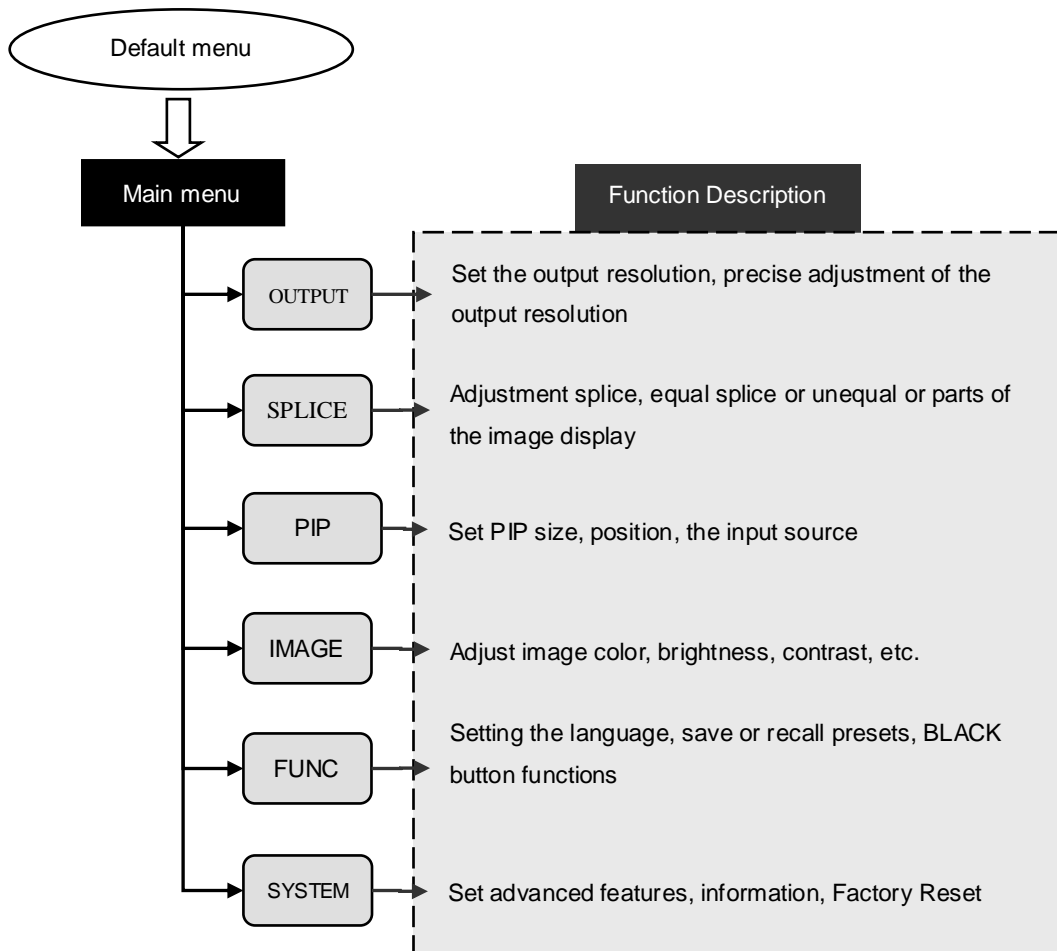 Default menu
Main menu
Function Description
OUTPUT
Set the output resolution, precise adjustment of the
output resolution
SPLICE
Adjustment splice, equal splice or unequal or parts of
the image display
PIP
Set PIP size, position, the input source
IMAGE
Adjust image color, brightness, contrast, etc.
FUNC
Setting the language, save or recall presets, BLACK
button functions
SYSTEM
Set advanced features, information, Factory Reset